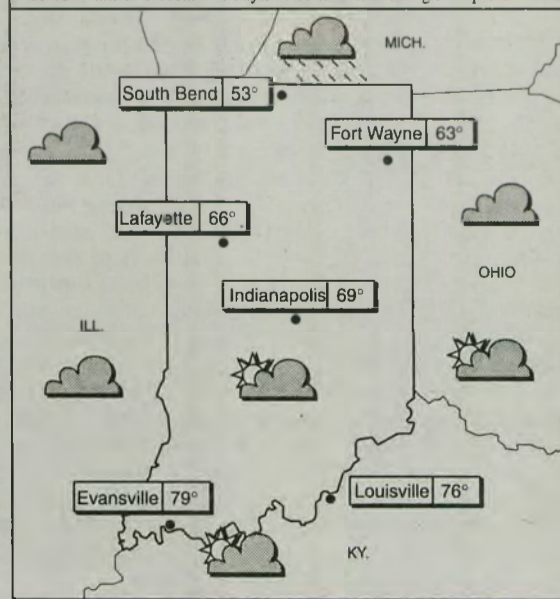 MICH.
South Bend 53°
Fort Wayne 63°
Lafayette 66°
OHIO
Indianapolis 69°
ILL.
Evansville 79°
Louisville 76°
KY.